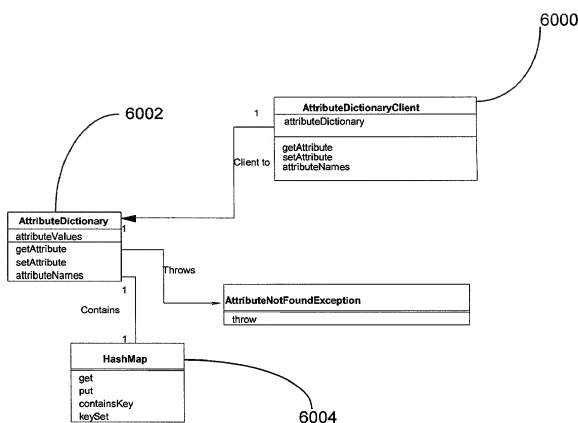 6000
AttributeDictionaryClient
1
attributeDictionary
6002
getAttribute
setAttribute
attributeNames
Client to
AttributeDictionary
1
attributeValues
getAttribute
setAttribute
attributeNames
Throws
1
AttributeNotFoundException
Contains
throw
1
HashMap
get
put
containsKey
keySet
6004